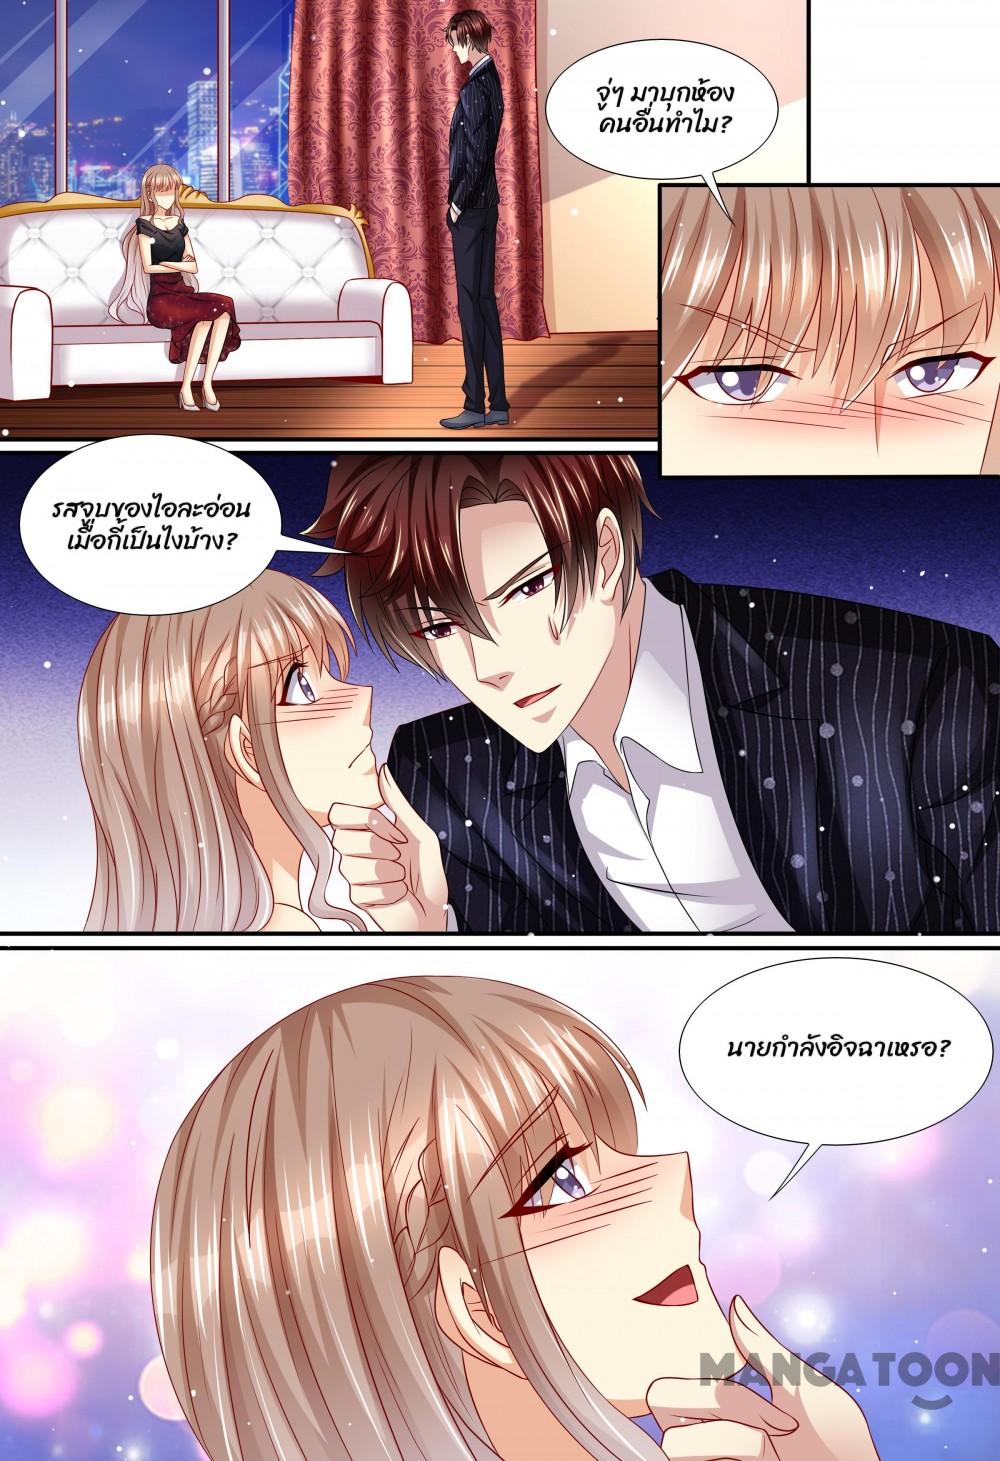 จู่ๆ มาบุกห้อง
คนอื่นทำไม?
รสจูบของไอละอ่อน
เมื่อกี้เป็นไงบ้าง?
นายกำลังอิจฉาเหรอ?
MANGATOON